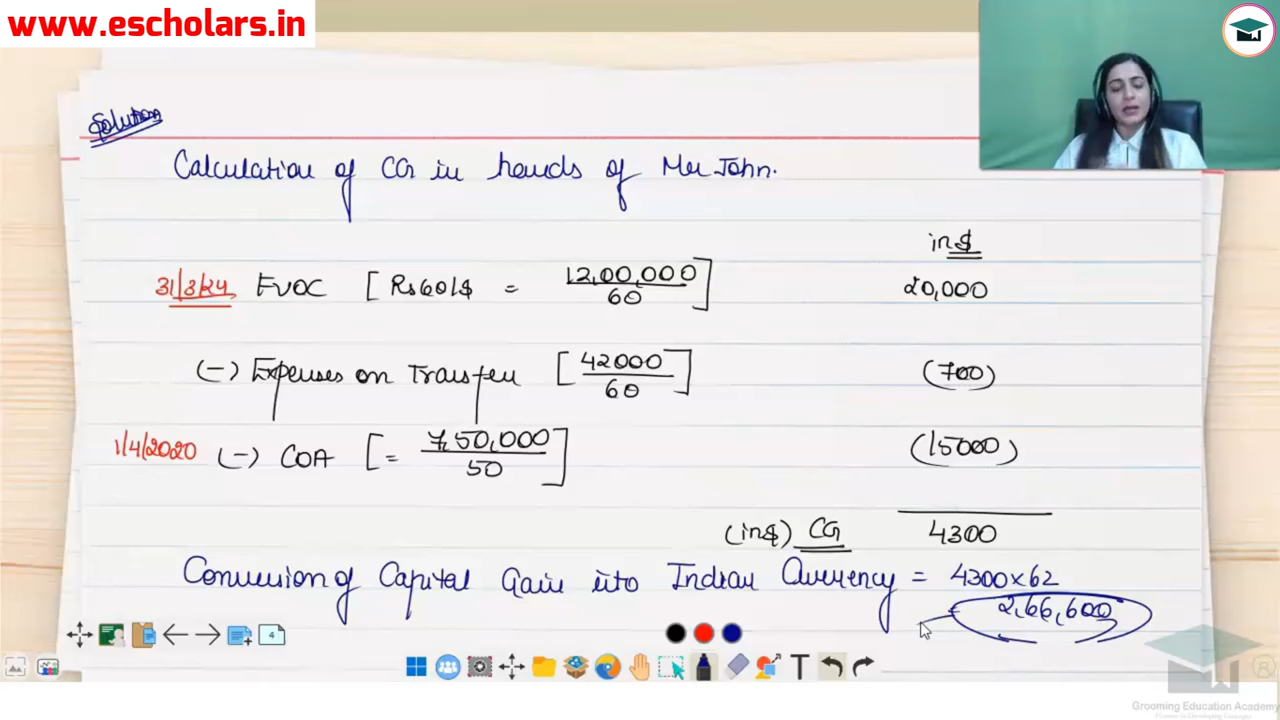 www.escholars.in
Solution
Calculation of CG in hands of Mr John.
in $
31/3/24 FVOC [ Rs 60/$ = 12,00,000 / 60 ] 20,000
(-) Expenses on Transfer [ 42000 / 60 ] (700)
1/4/2020 (-) COA [ = 7,50,000 / 50 ] (15000)
(in $) CG 4300
Conversion of Capital Gain into Indian Currency = 4300 × 62
2,66,600
4
Grooming Education Academy